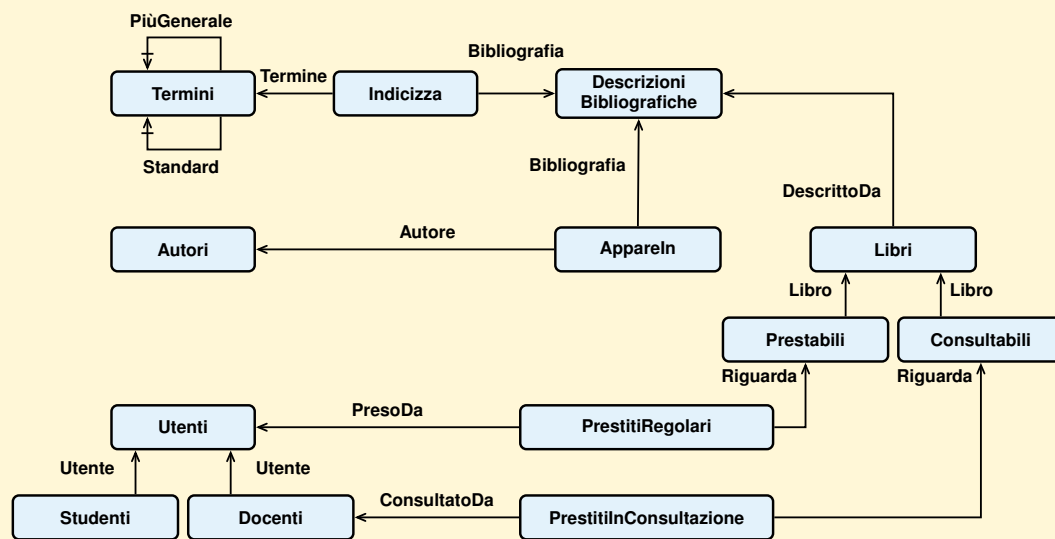 PiùGenerale
Bibliografia
Termine
Termini
Indicizza
Descrizioni
Bibliografiche
Standard
Bibliografia
DescrittoDa
Autore
Autori
AppareIn
Libri
Libro
Libro
Prestabili
Consultabili
Riguarda
Riguarda
PresoDa
Utenti
PrestitiRegolari
Utente
Utente
ConsultatoDa
Studenti
Docenti
PrestitiInConsultazione